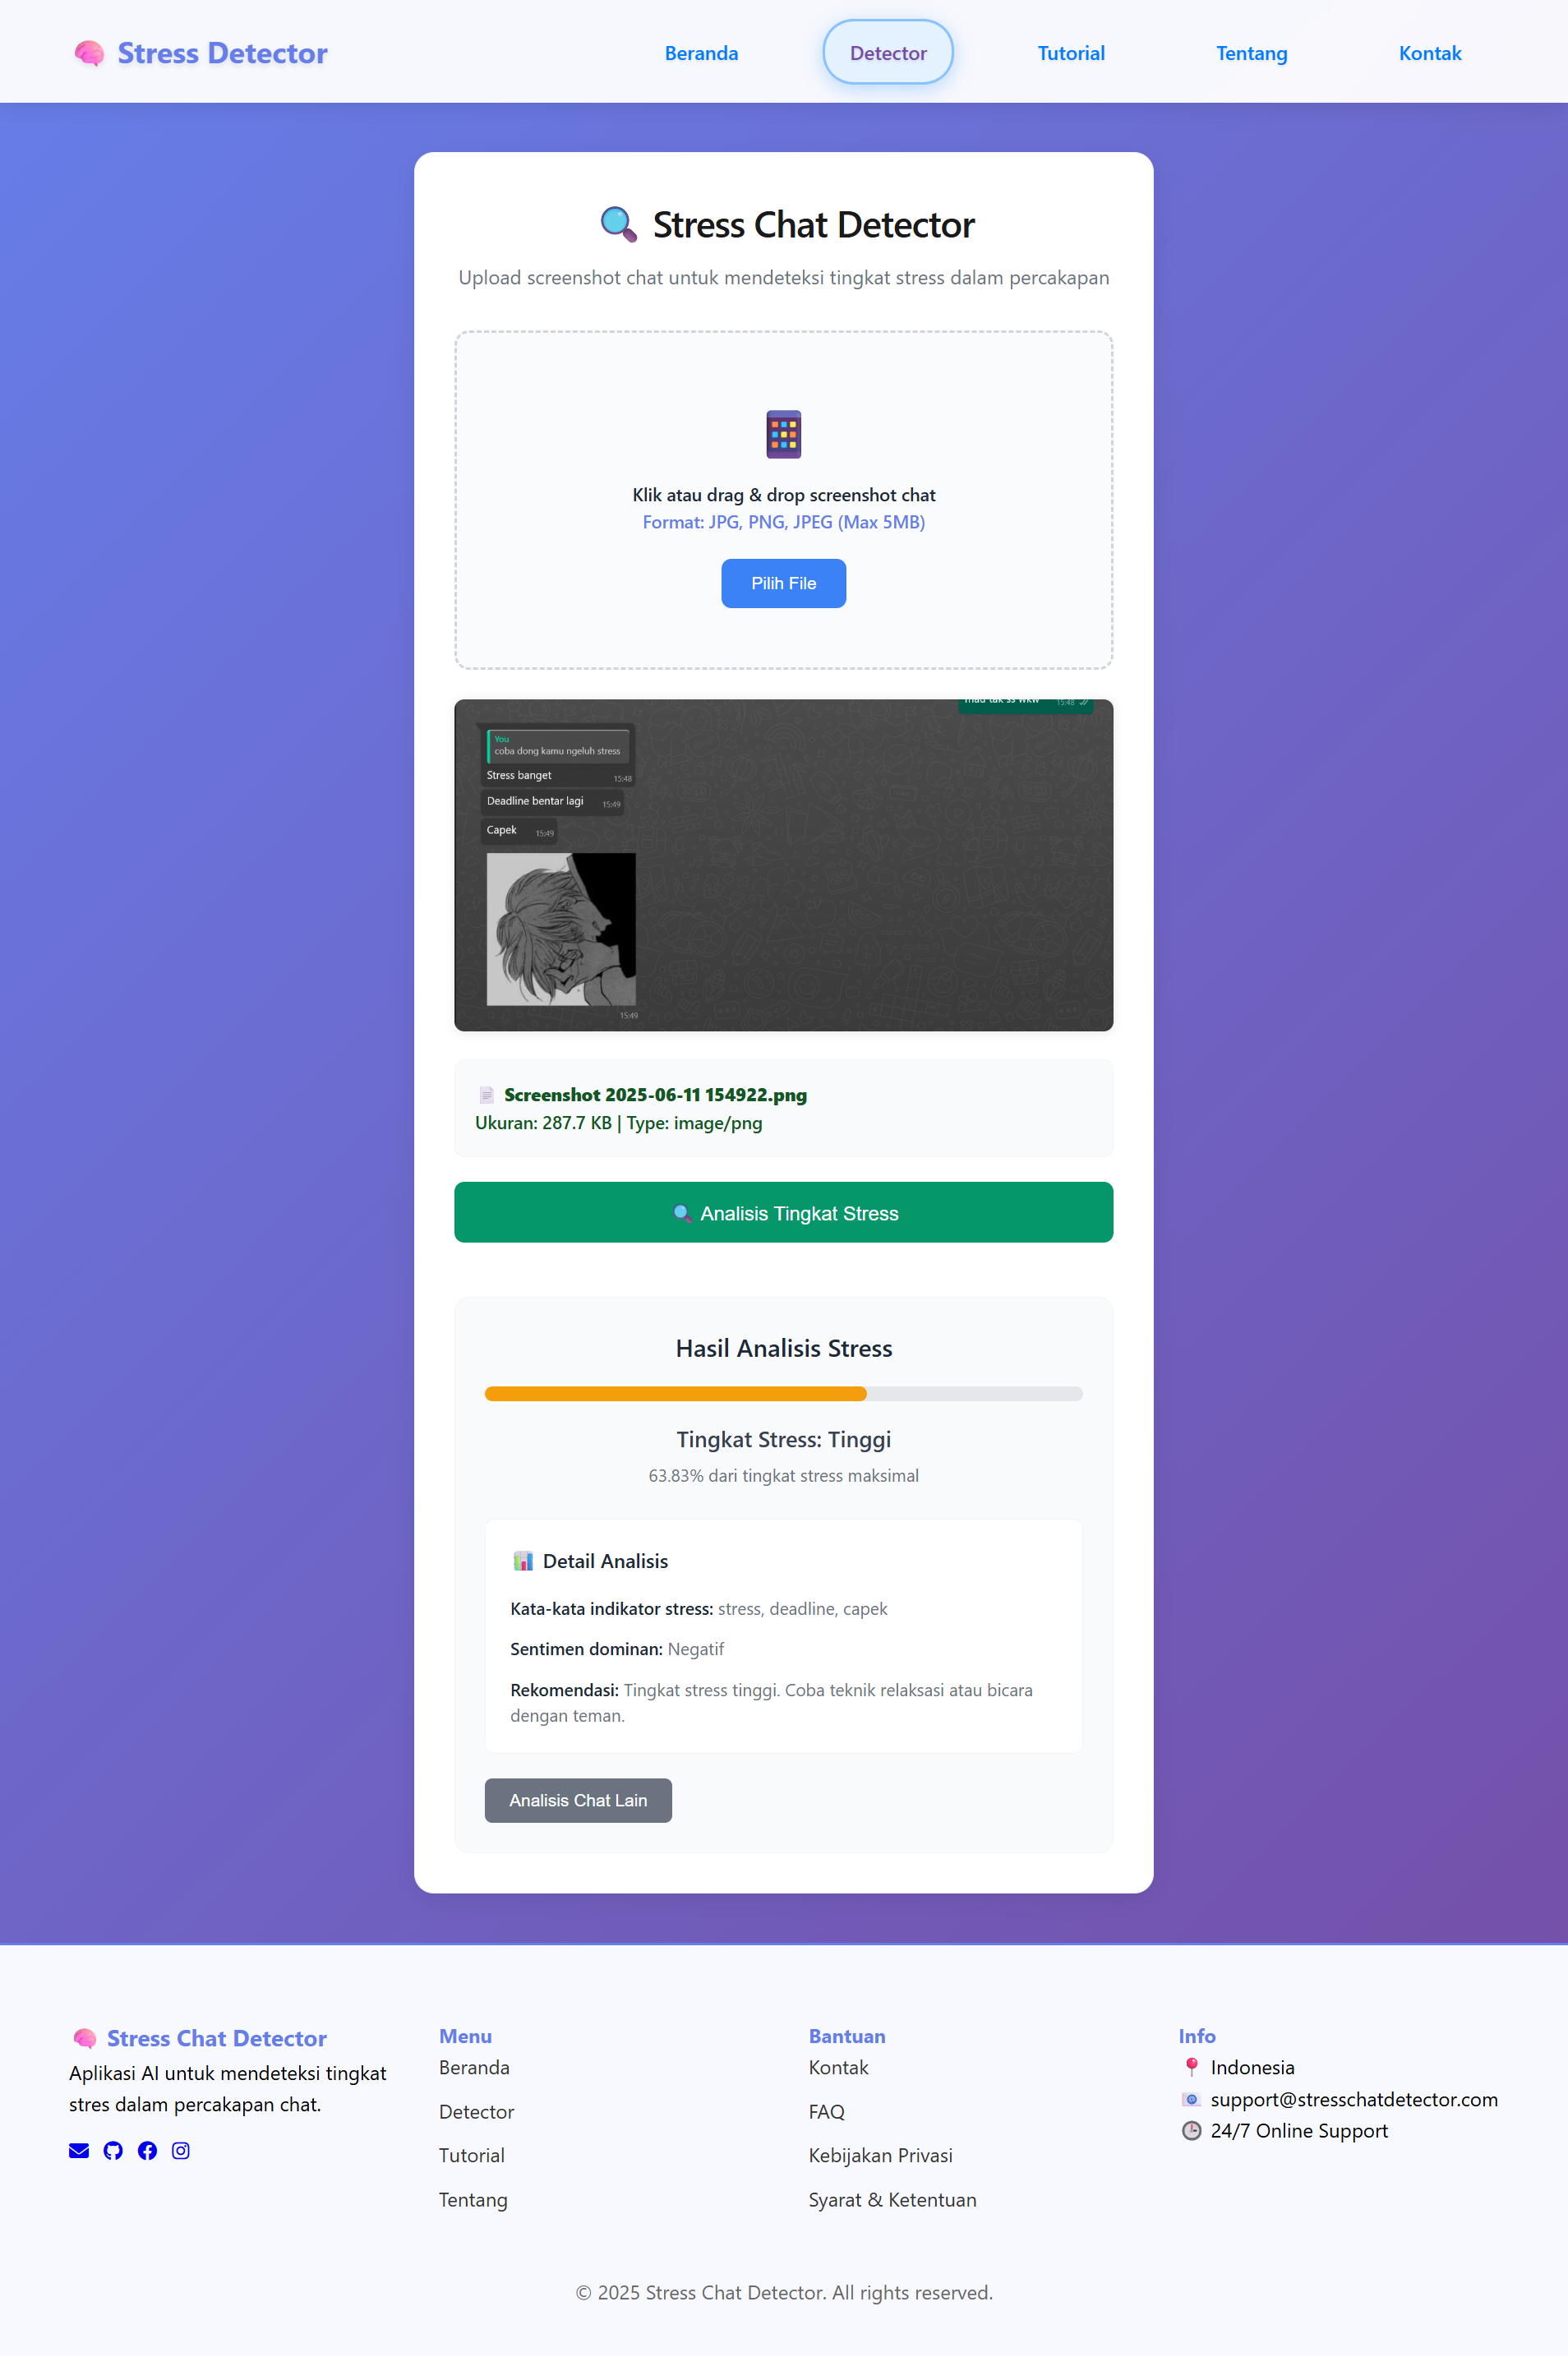 Stress Detector
Beranda
Detector
Tutorial
Tentang
Kontak
Stress Chat Detector
Upload screenshot chat untuk mendeteksi tingkat stress dalam percakapan
Klik atau drag & drop screenshot chat
Format: JPG, PNG, JPEG (Max 5MB)
Pilih File
15:48
You
coba dong kamu ngeluh stress
Stress banget 15:48
Deadline bentar lagi 15:49
Capek 15:49
15:49
Screenshot 2025-06-11 154922.png
Ukuran: 287.7 KB | Type: image/png
Analisis Tingkat Stress
Hasil Analisis Stress
Tingkat Stress: Tinggi
63.83% dari tingkat stress maksimal
Detail Analisis
Kata-kata indikator stress: stress, deadline, capek
Sentimen dominan: Negatif
Rekomendasi: Tingkat stress tinggi. Coba teknik relaksasi atau bicara
dengan teman.
Analisis Chat Lain
Stress Chat Detector
Aplikasi AI untuk mendeteksi tingkat
stres dalam percakapan chat.
Menu
Beranda
Detector
Tutorial
Tentang
Bantuan
Kontak
FAQ
Kebijakan Privasi
Syarat & Ketentuan
Info
Indonesia
support@stresschatdetector.com
24/7 Online Support
© 2025 Stress Chat Detector. All rights reserved.